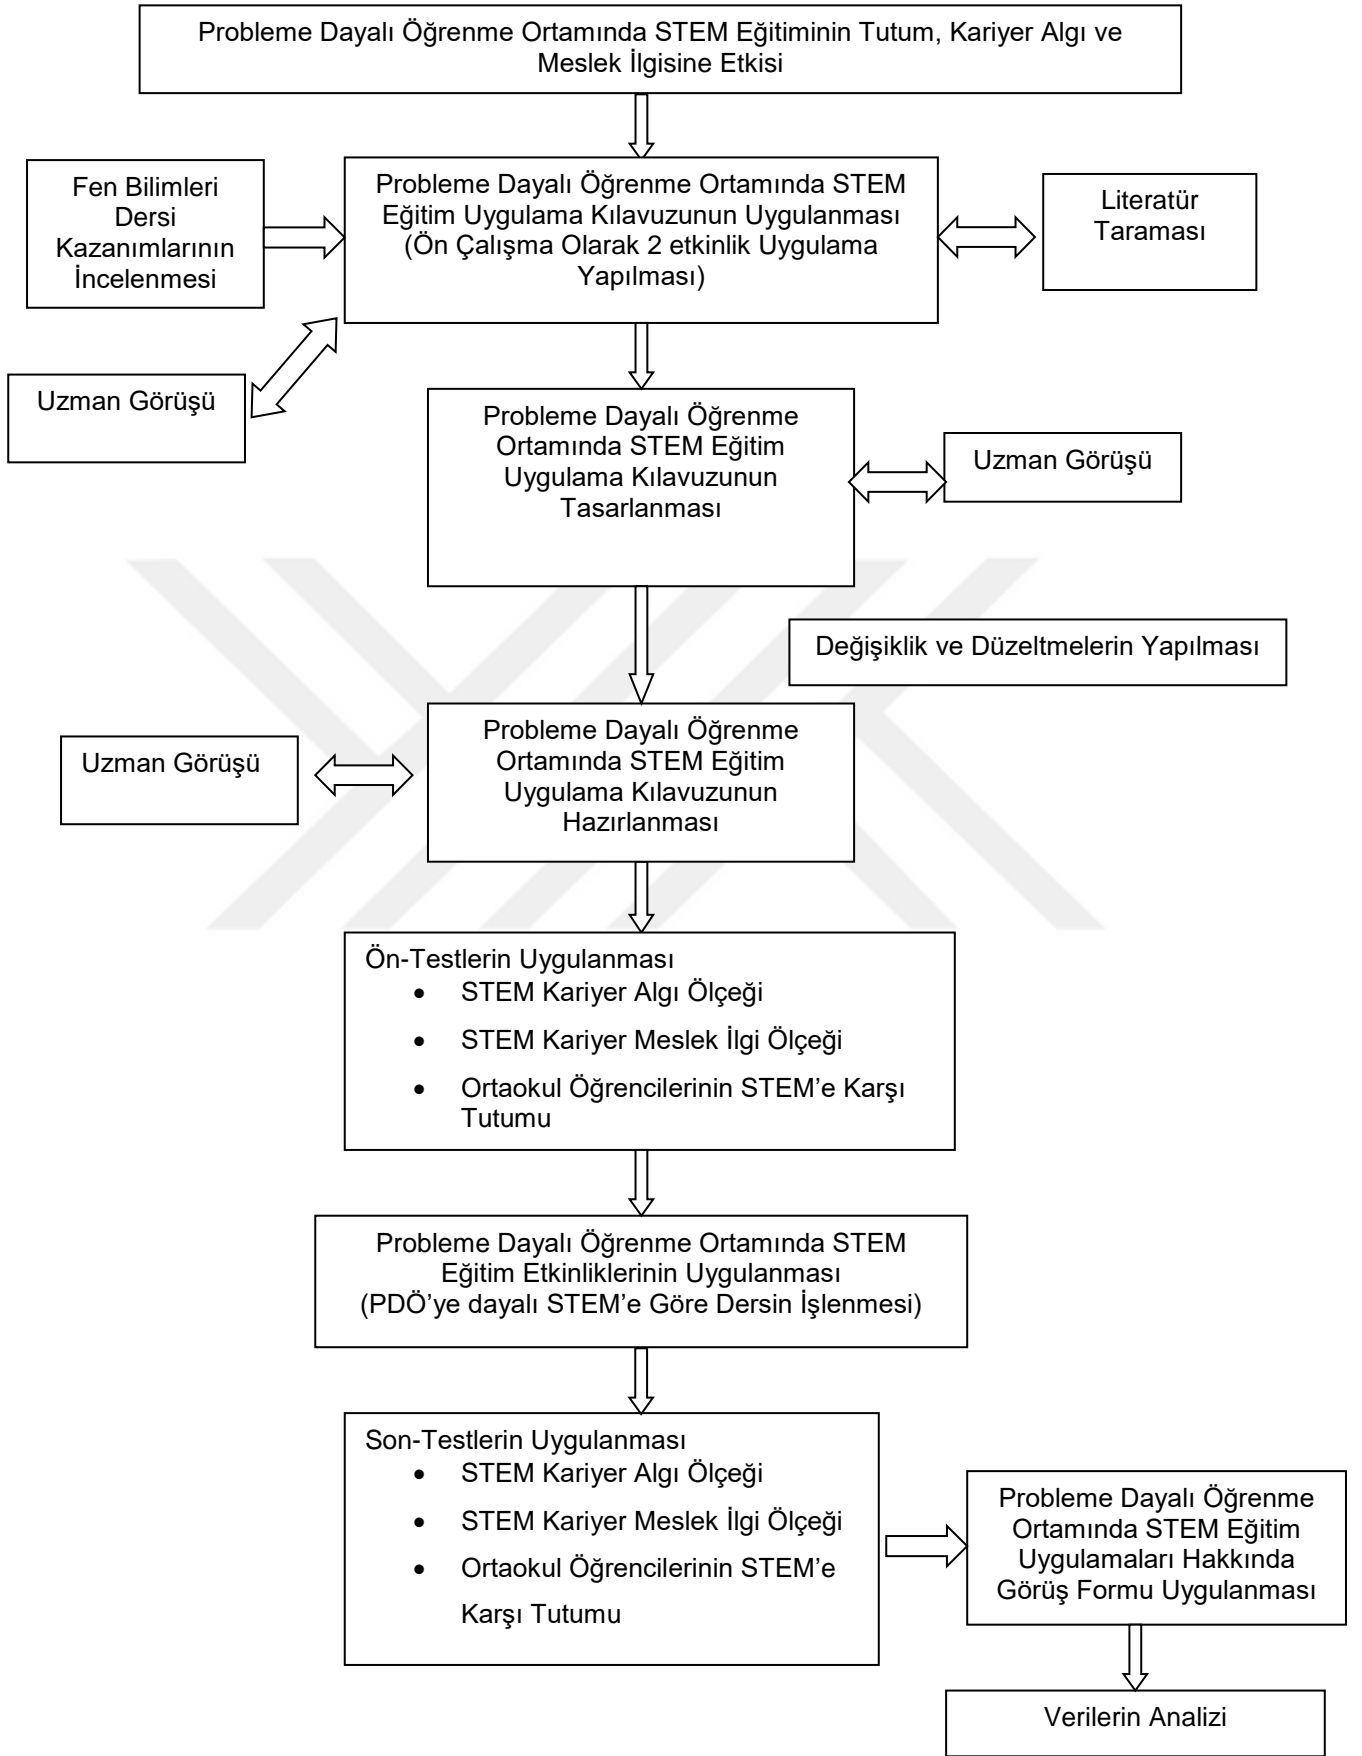 Probleme Dayalı Öğrenme Ortamında STEM Eğitiminin Tutum, Kariyer Algı ve
Meslek İlgisine Etkisi
Fen Bilimleri
Dersi
Kazanımlarının
İncelenmesi
Probleme Dayalı Öğrenme Ortamında STEM
Eğitim Uygulama Kılavuzunun Uygulanması
(Ön Çalışma Olarak 2 etkinlik Uygulama
Yapılması)
Literatür
Taraması
Uzman Görüşü
Probleme Dayalı Öğrenme
Ortamında STEM Eğitim
Uygulama Kılavuzunun
Tasarlanması
Uzman Görüşü
Değişiklik ve Düzeltmelerin Yapılması
Uzman Görüşü
Probleme Dayalı Öğrenme
Ortamında STEM Eğitim
Uygulama Kılavuzunun
Hazırlanması
Ön-Testlerin Uygulanması
• STEM Kariyer Algı Ölçeği
• STEM Kariyer Meslek İlgi Ölçeği
• Ortaokul Öğrencilerinin STEM’e Karşı
Tutumu
Probleme Dayalı Öğrenme Ortamında STEM
Eğitim Etkinliklerinin Uygulanması
(PDÖ’ye dayalı STEM’e Göre Dersin İşlenmesi)
Son-Testlerin Uygulanması
• STEM Kariyer Algı Ölçeği
• STEM Kariyer Meslek İlgi Ölçeği
• Ortaokul Öğrencilerinin STEM’e
Karşı Tutumu
Probleme Dayalı Öğrenme
Ortamında STEM Eğitim
Uygulamaları Hakkında
Görüş Formu Uygulanması
Verilerin Analizi